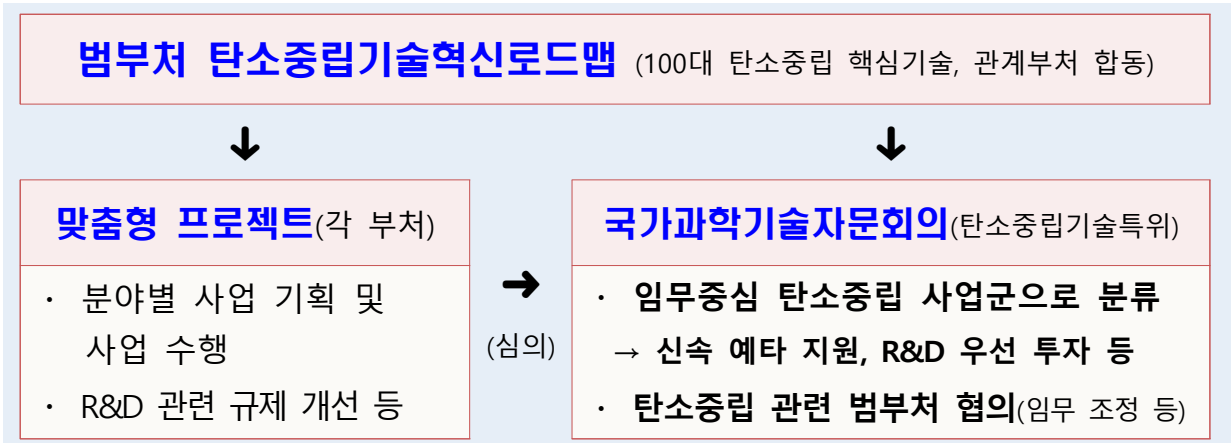 범부처 탄소중립기술혁신로드맵 (100대 탄소중립 핵심기술, 관계부처 합동)
맞춤형 프로젝트(각 부처)
· 분야별 사업 기획 및
사업 수행
· R&D 관련 규제 개선 등
(심의)
국가과학기술자문회의(탄소중립기술특위)
· 임무중심 탄소중립 사업군으로 분류
→ 신속 예타 지원, R&D 우선 투자 등
· 탄소중립 관련 범부처 협의(임무 조정 등)